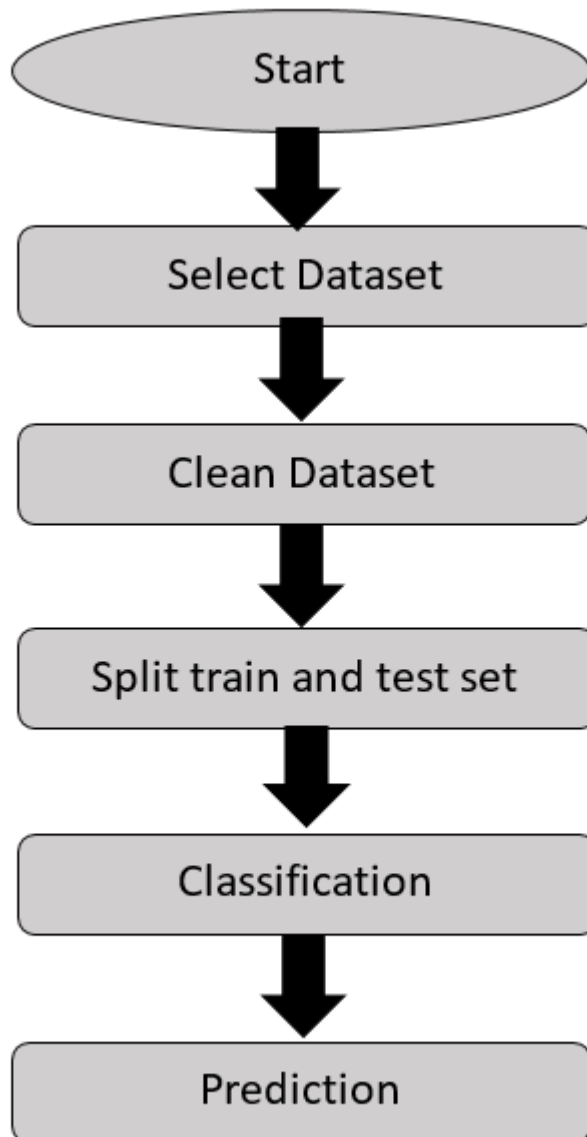 Start
Select Dataset
Clean Dataset
Split train and test set
Classification
Prediction